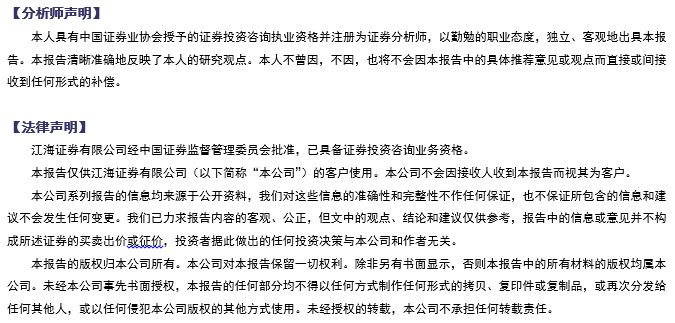 【分析师声明】
本人具有中国证券业协会授予的证券投资咨询执业资格并注册为证券分析师，以勤勉的职业态度，独立、客观地出具本报
告。本报告清晰准确地反映了本人的研究观点。本人不曾因，不因，也将不会因本报告中的具体推荐意见或观点而直接或间接
收到任何形式的补偿。
【法律声明】
江海证券有限公司经中国证券监督管理委员会批准，已具备证券投资咨询业务资格。
本报告仅供江海证券有限公司（以下简称“本公司”）的客户使用。本公司不会因接收人收到本报告而视其为客户。
本公司系列报告的信息均来源于公开资料，我们对这些信息的准确性和完整性不作任何保证，也不保证所包含的信息和建
议不会发生任何变更。我们已力求报告内容的客观、公正，但文中的观点、结论和建议仅供参考，报告中的信息或意见并不构
成所述证券的买卖出价或征价，投资者据此做出的任何投资决策与本公司和作者无关。
本报告的版权归本公司所有。本公司对本报告保留一切权利。除非另有书面显示，否则本报告中的所有材料的版权均属本
公司。未经本公司事先书面授权，本报告的任何部分均不得以任何方式制作任何形式的拷贝、复印件或复制品，或再次分发给
任何其他人，或以任何侵犯本公司版权的其他方式使用。未经授权的转载，本公司不承担任何转载责任。